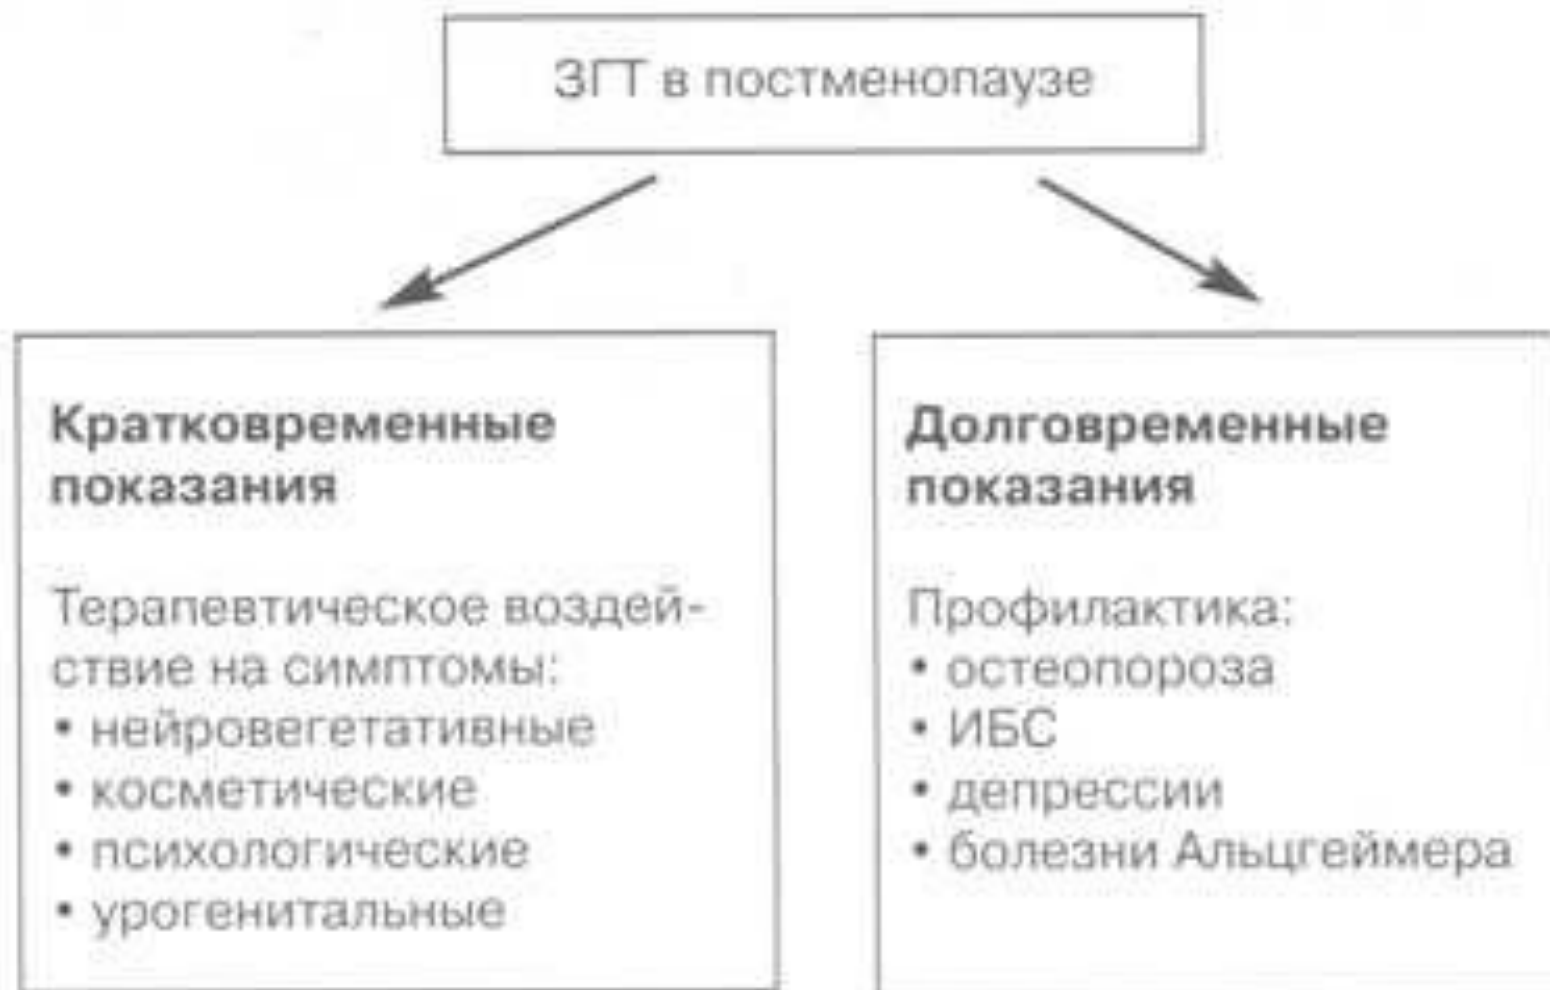 ЗГТ в постменопаузе
Кратковременные
показания
Терапевтическое воздей-
ствие на симптомы:
• нейровегетативные
• косметические
• психологические
• урогенитальные
Долговременные
показания
Профилактика:
• остеопороза
• ИБС
• депрессии
• болезни Альцгеймера